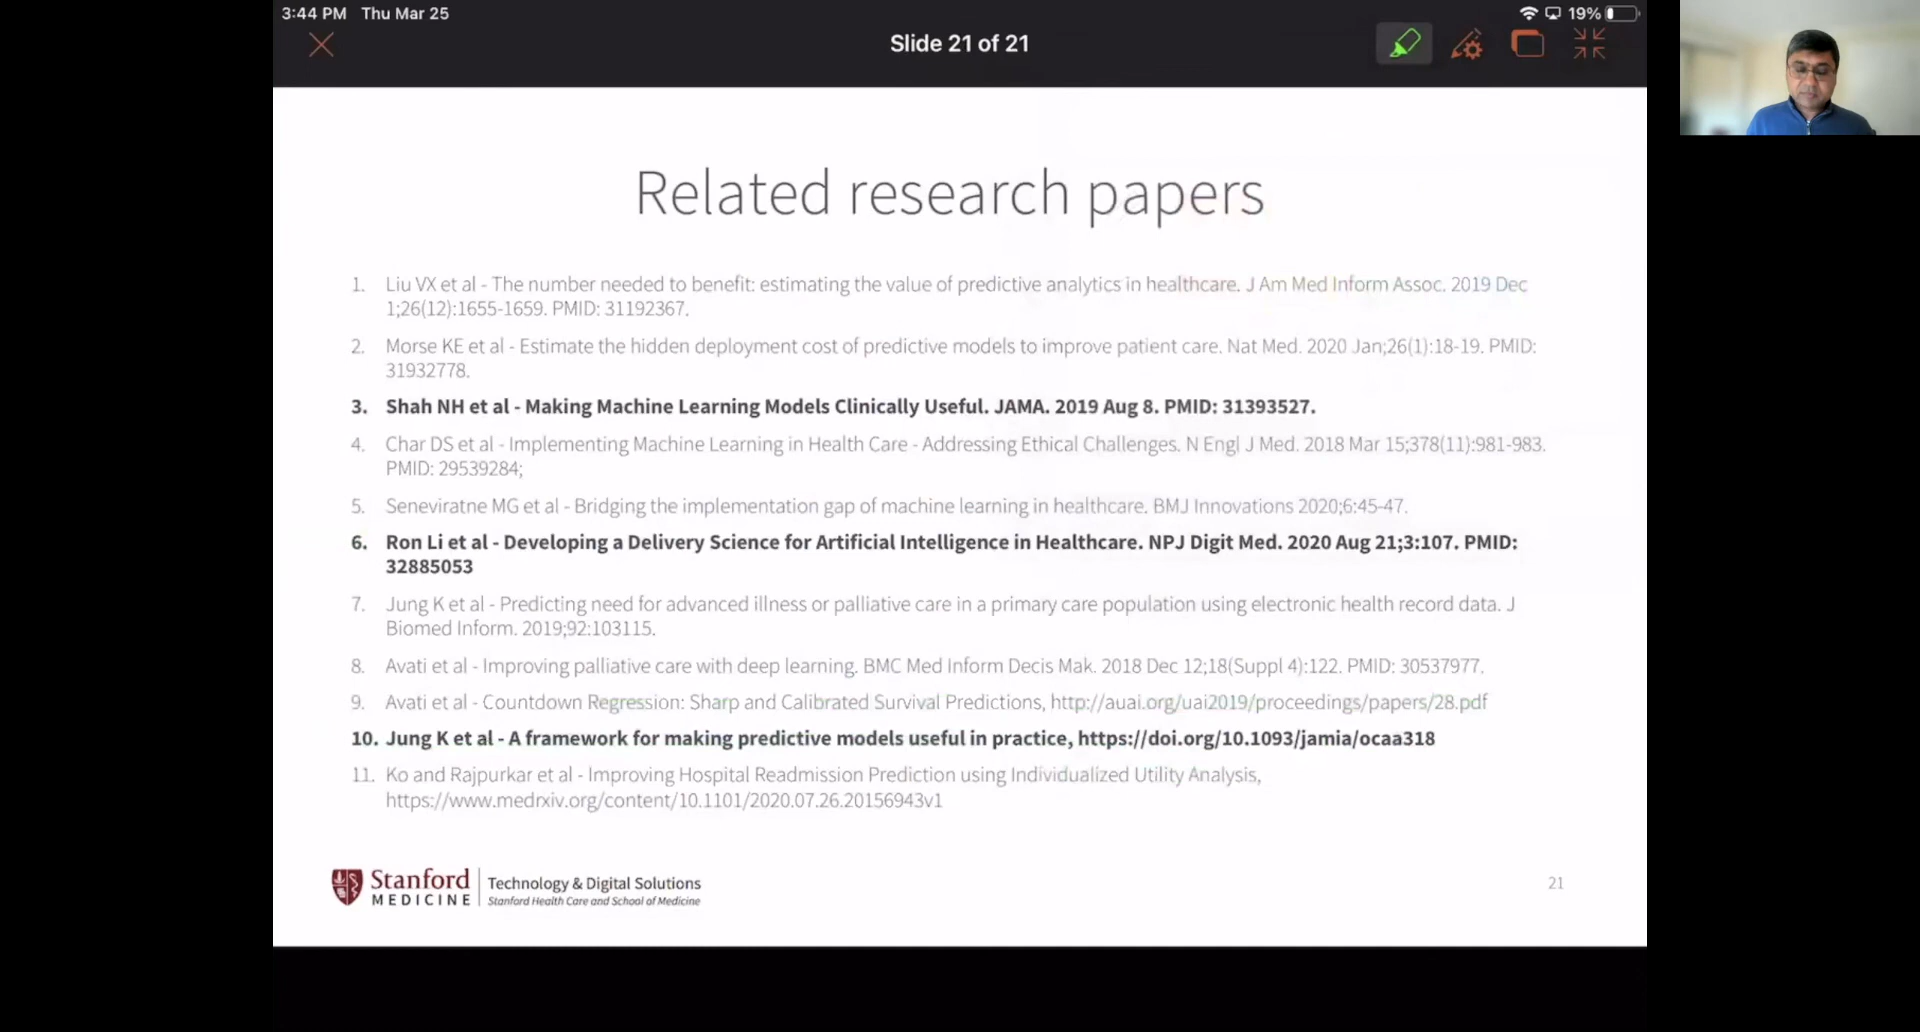 3:44 PM Thu Mar 25
19%
Slide 21 of 21
Related research papers
1. Liu VX et al - The number needed to benefit: estimating the value of predictive analytics in healthcare. J Am Med Inform Assoc. 2019 Dec
1;26(12):1655-1659. PMID: 31192367.
2. Morse KE et al - Estimate the hidden deployment cost of predictive models to improve patient care. Nat Med. 2020 Jan;26(1):18-19. PMID:
31932778.
3. Shah NH et al - Making Machine Learning Models Clinically Useful. JAMA. 2019 Aug 8. PMID: 31393527.
4. Char DS et al - Implementing Machine Learning in Health Care - Addressing Ethical Challenges. N Engl J Med. 2018 Mar 15;378(11):981-983.
PMID: 29539284;
5. Seneviratne MG et al - Bridging the implementation gap of machine learning in healthcare. BMJ Innovations 2020;6:45-47.
6. Ron Li et al - Developing a Delivery Science for Artificial Intelligence in Healthcare. NPJ Digit Med. 2020 Aug 21;3:107. PMID:
32885053
7. Jung K et al - Predicting need for advanced illness or palliative care in a primary care population using electronic health record data. J
Biomed Inform. 2019;92:103115.
8. Avati et al - Improving palliative care with deep learning. BMC Med Inform Decis Mak. 2018 Dec 12;18(Suppl 4):122. PMID: 30537977.
9. Avati et al - Countdown Regression: Sharp and Calibrated Survival Predictions, http://auai.org/uai2019/proceedings/papers/28.pdf
10. Jung K et al - A framework for making predictive models useful in practice, https://doi.org/10.1093/jamia/ocaa318
11. Ko and Rajpurkar et al - Improving Hospital Readmission Prediction using Individualized Utility Analysis,
https://www.medrxiv.org/content/10.1101/2020.07.26.20156943v1
Stanford
MEDICINE
Technology & Digital Solutions
Stanford Health Care and School of Medicine
21